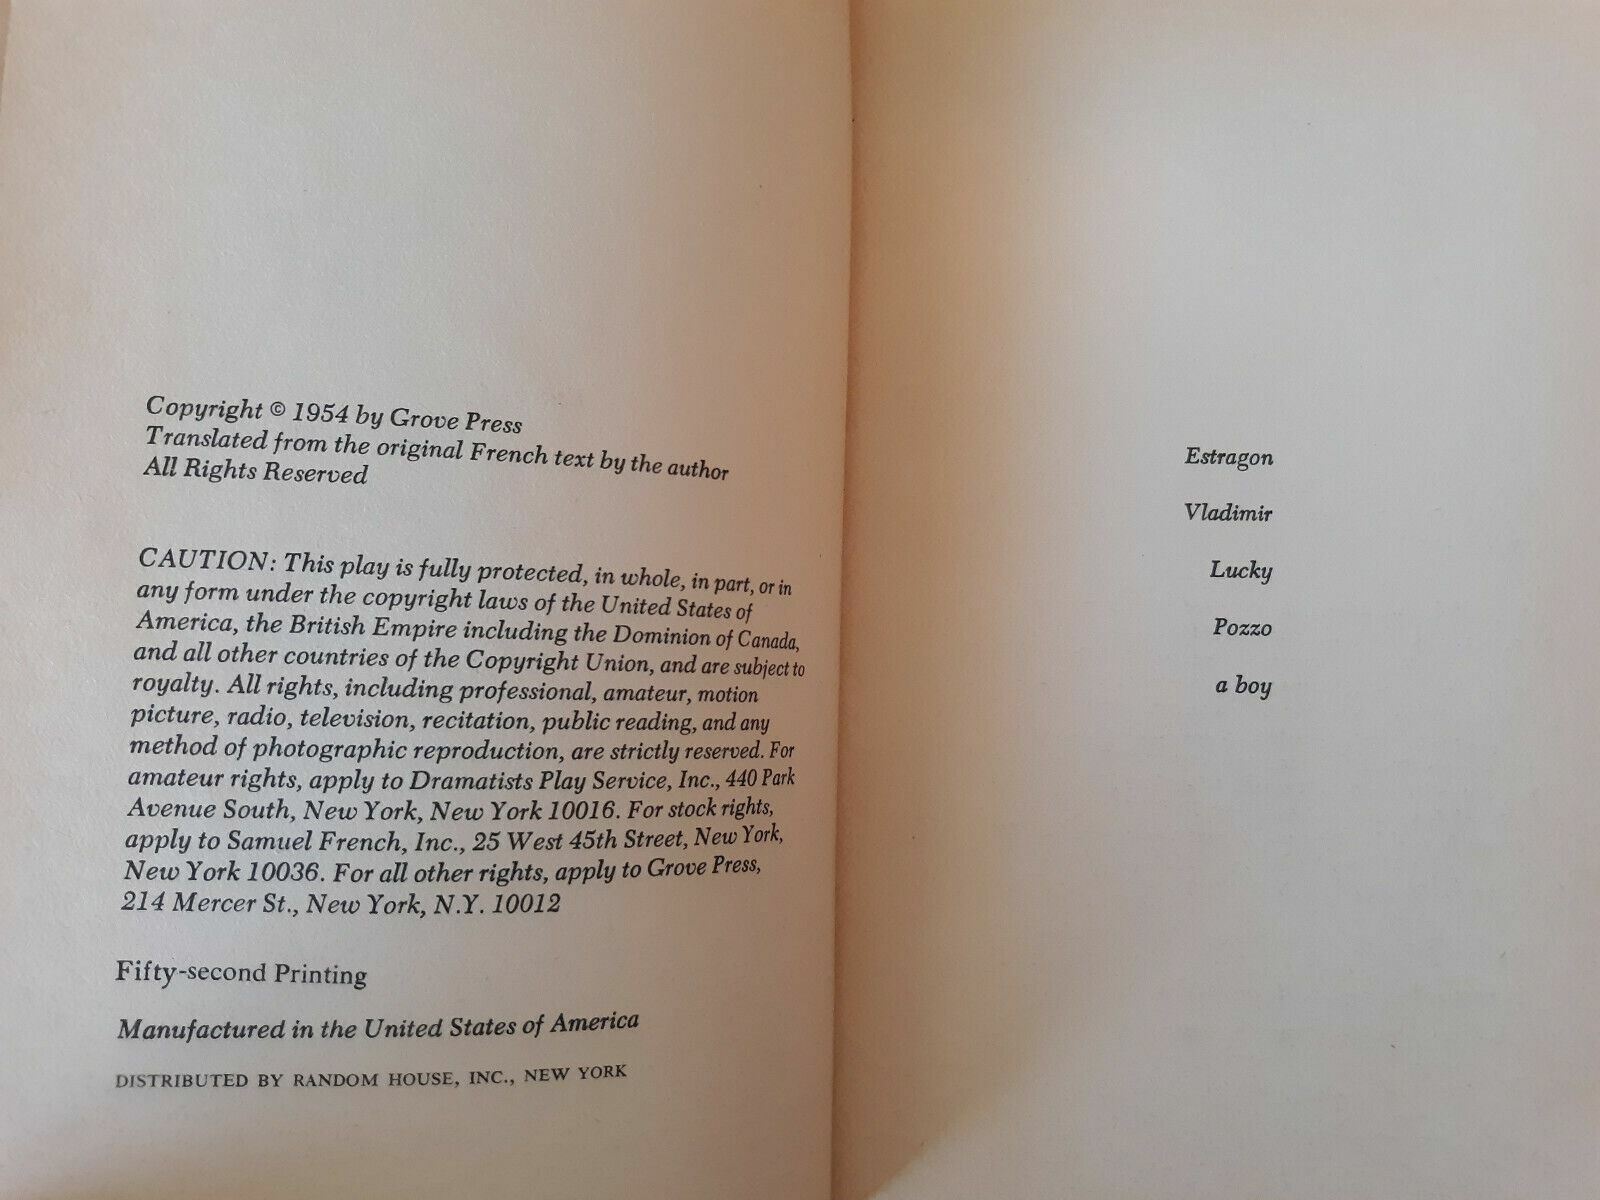 Copyright © 1954 by Grove Press
Translated from the original French text by the author
All Rights Reserved
CAUTION: This play is fully protected, in whole, in part, or in
any form under the copyright laws of the United States of
America, the British Empire including the Dominion of Canada,
and all other countries of the Copyright Union, and are subject to
royalty. All rights, including professional, amateur, motion
picture, radio, television, recitation, public reading, and any
method of photographic reproduction, are strictly reserved. For
amateur rights, apply to Dramatists Play Service, Inc., 440 Park
Avenue South, New York, New York 10016. For stock rights,
apply to Samuel French, Inc., 25 West 45th Street, New York,
New York 10036. For all other rights, apply to Grove Press,
214 Mercer St., New York, N.Y. 10012
Fifty-second Printing
Manufactured in the United States of America
DISTRIBUTED BY RANDOM HOUSE, INC., NEW YORK
Estragon
Vladimir
Lucky
Pozzo
a boy